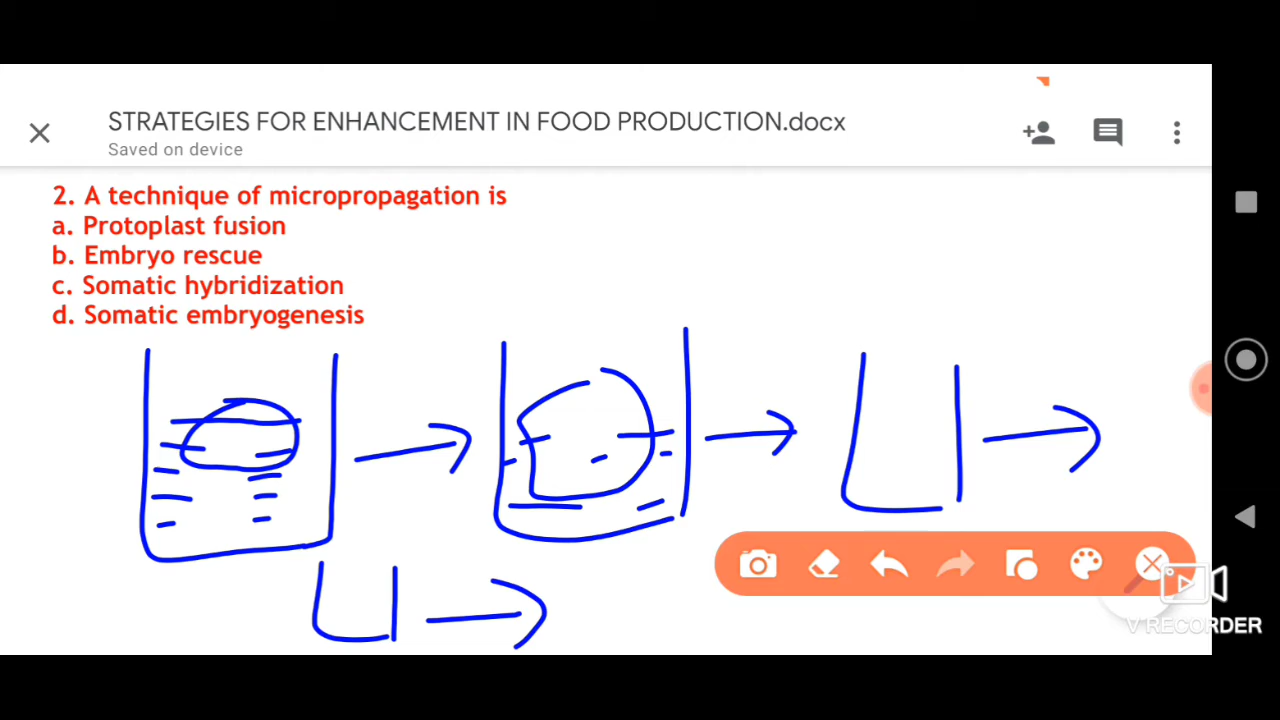 STRATEGIES FOR ENHANCEMENT IN FOOD PRODUCTION.docx
Saved on device
2. A technique of micropropagation is
a. Protoplast fusion
b. Embryo rescue
c. Somatic hybridization
d. Somatic embryogenesis
V RECORDER